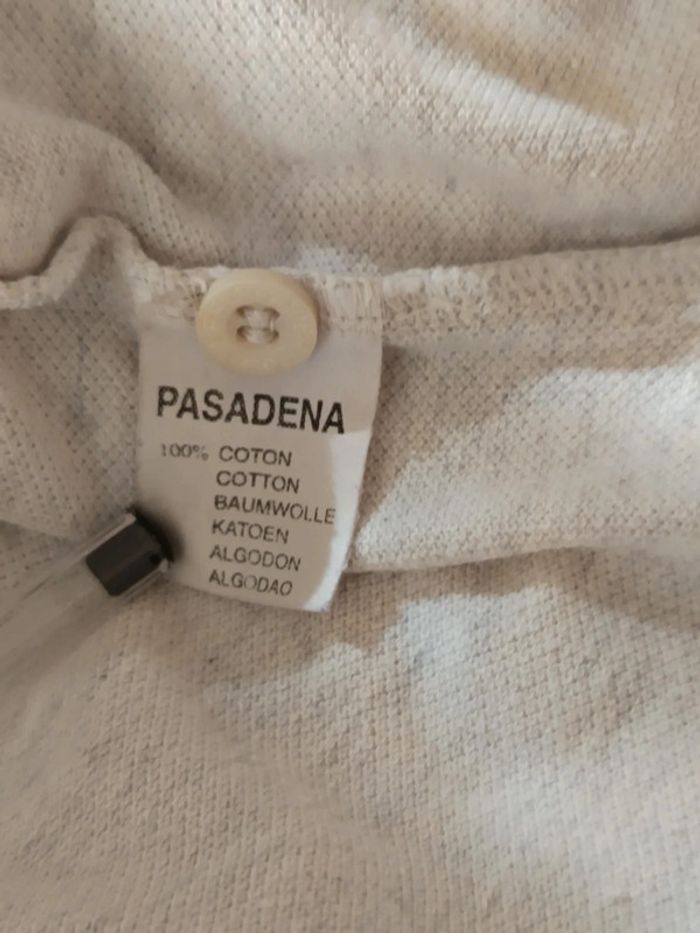 PASADENA
100% COTON
COTTON
BAUMWOLLE
KATOEN
ALGODON
ALGODAO